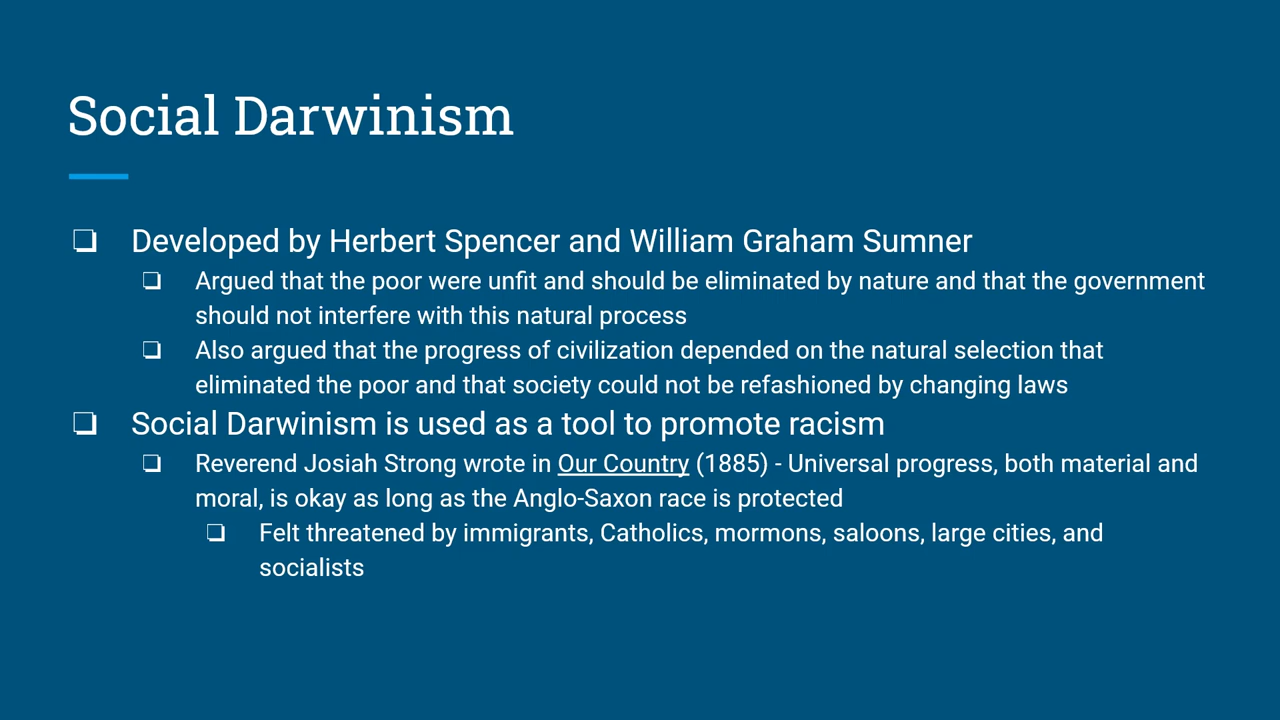 Social Darwinism
Developed by Herbert Spencer and William Graham Sumner
Argued that the poor were unfit and should be eliminated by nature and that the government
should not interfere with this natural process
Also argued that the progress of civilization depended on the natural selection that
eliminated the poor and that society could not be refashioned by changing laws
Social Darwinism is used as a tool to promote racism
Reverend Josiah Strong wrote in Our Country (1885) - Universal progress, both material and
moral, is okay as long as the Anglo-Saxon race is protected
Felt threatened by immigrants, Catholics, mormons, saloons, large cities, and
socialists